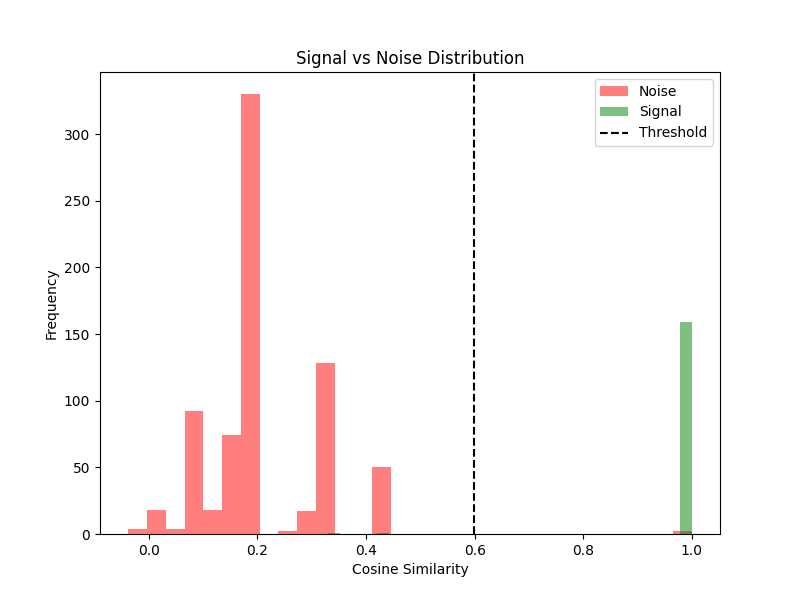 Signal vs Noise Distribution
Noise
Signal
Threshold
Frequency
300
250
200
150
100
50
0
0.0 0.2 0.4 0.6 0.8 1.0
Cosine Similarity